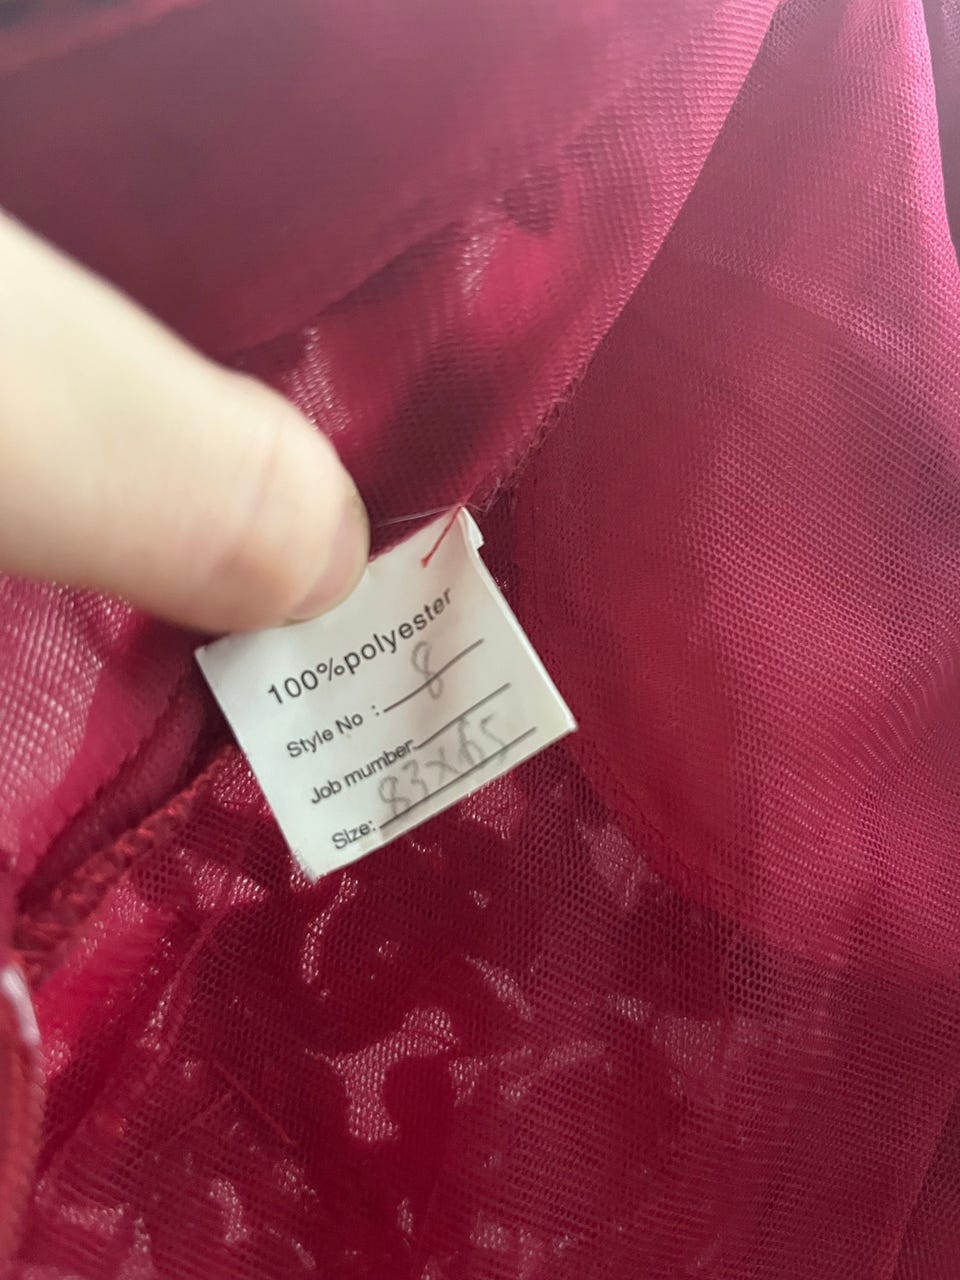 100%polyester
Style No : 8
Job mumber
Size: 83X65